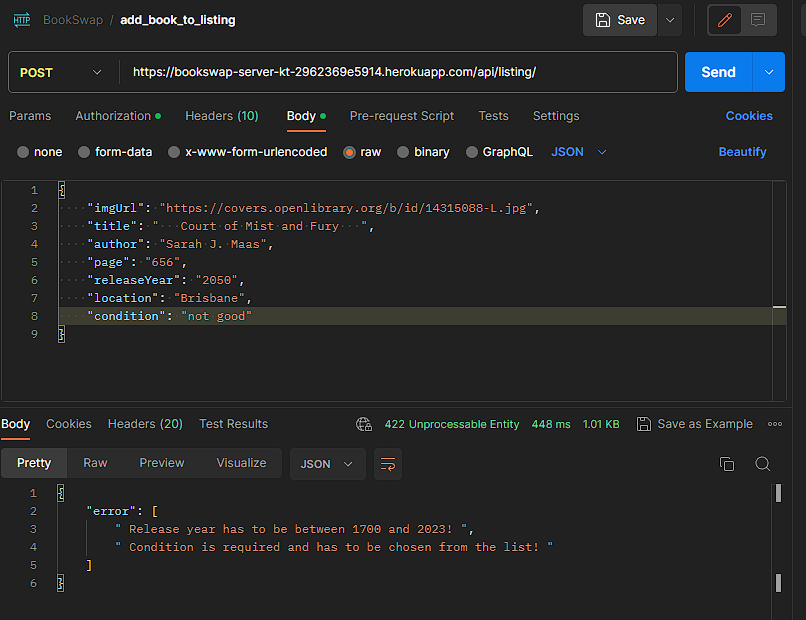 HTTP BookSwap / add_book_to_listing Save
POST https://bookswap-server-kt-2962369e5914.herokuapp.com/api/listing/ Send
Params Authorization Headers (10) Body Pre-request Script Tests Settings Cookies
none form-data x-www-form-urlencoded raw binary GraphQL JSON Beautify
1 {
2 ····"imgUrl":·"https://covers.openlibrary.org/b/id/14315088-L.jpg",
3 ····"title":·"···Court·of·Mist·and·Fury···",
4 ····"author":·"Sarah·J.·Maas",
5 ····"page":·"656",
6 ····"releaseYear":·"2050",
7 ····"location":·"Brisbane",
8 ····"condition":·"not·good"
9 }
Body Cookies Headers (20) Test Results 422 Unprocessable Entity 448 ms 1.01 KB Save as Example
Pretty Raw Preview Visualize JSON
1 {
2 "error": [
3 " Release year has to be between 1700 and 2023! ",
4 " Condition is required and has to be chosen from the list! "
5 ]
6 }